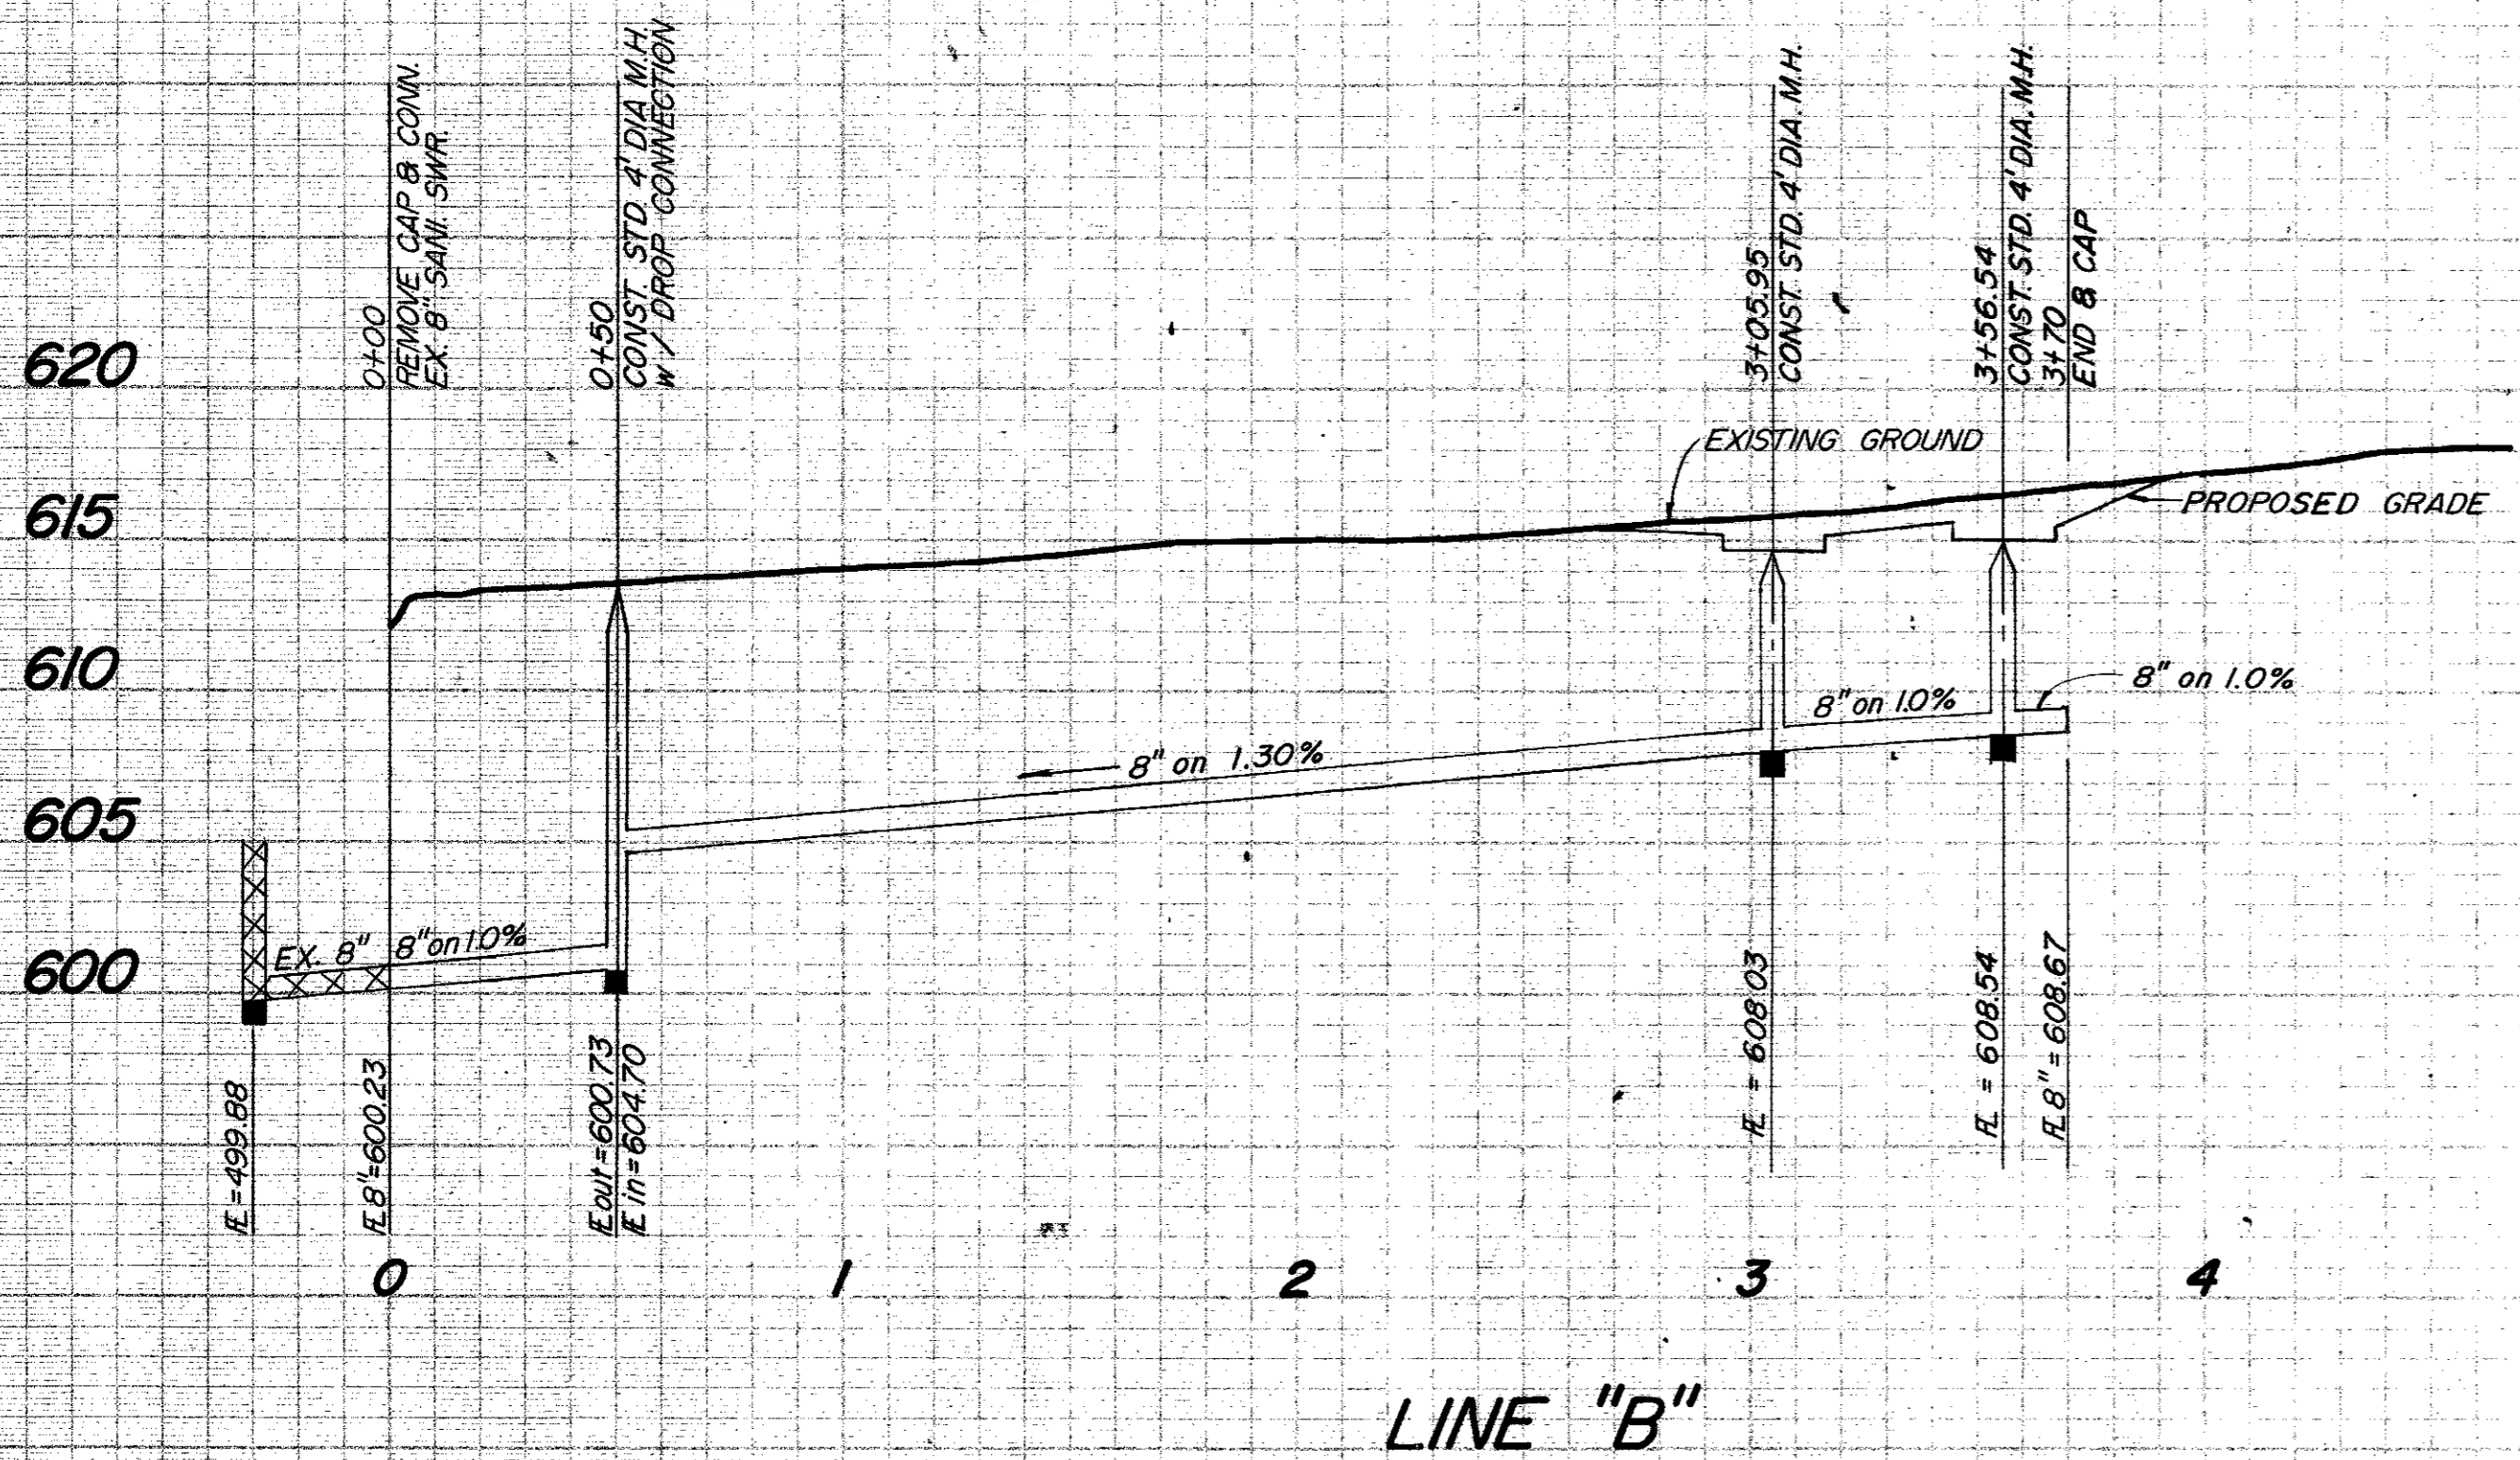 0+00
REMOVE CAP & CONN.
EX. 8" SANI. SWR.
0+50
CONST. STD. 4' DIA M.H.
W/ DROP CONNECTION
3+05.95
CONST. STD. 4' DIA. M.H.
3+56.54
CONST. STD. 4' DIA. M.H.
3+70
END & CAP
620
615
610
605
600
EXISTING GROUND
PROPOSED GRADE
8" on 1.0%
8" on 1.0%
8" on 1.30%
EX. 8"
8" on 1.0%
FL=499.88
FL8"=600.23
FL out=600.73
FL in=604.70
FL = 608.03
FL = 608.54
FL 8"=608.67
0
1
2
3
4
LINE "B"